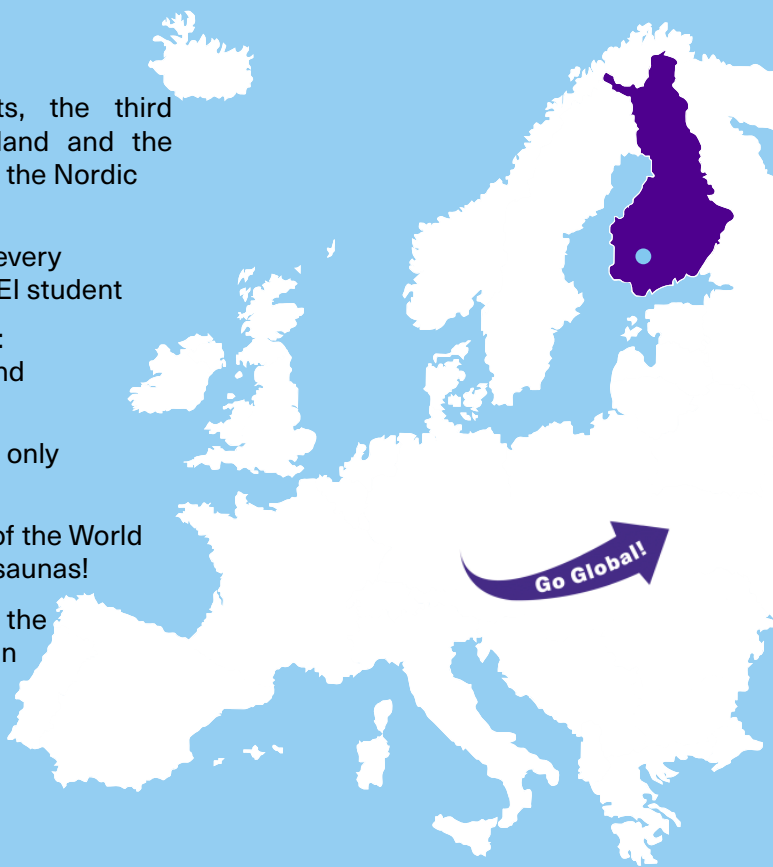 ts, the third
land and the
the Nordic
every
EI student
:
nd
only
of the World
saunas!
the
n
Go Global!